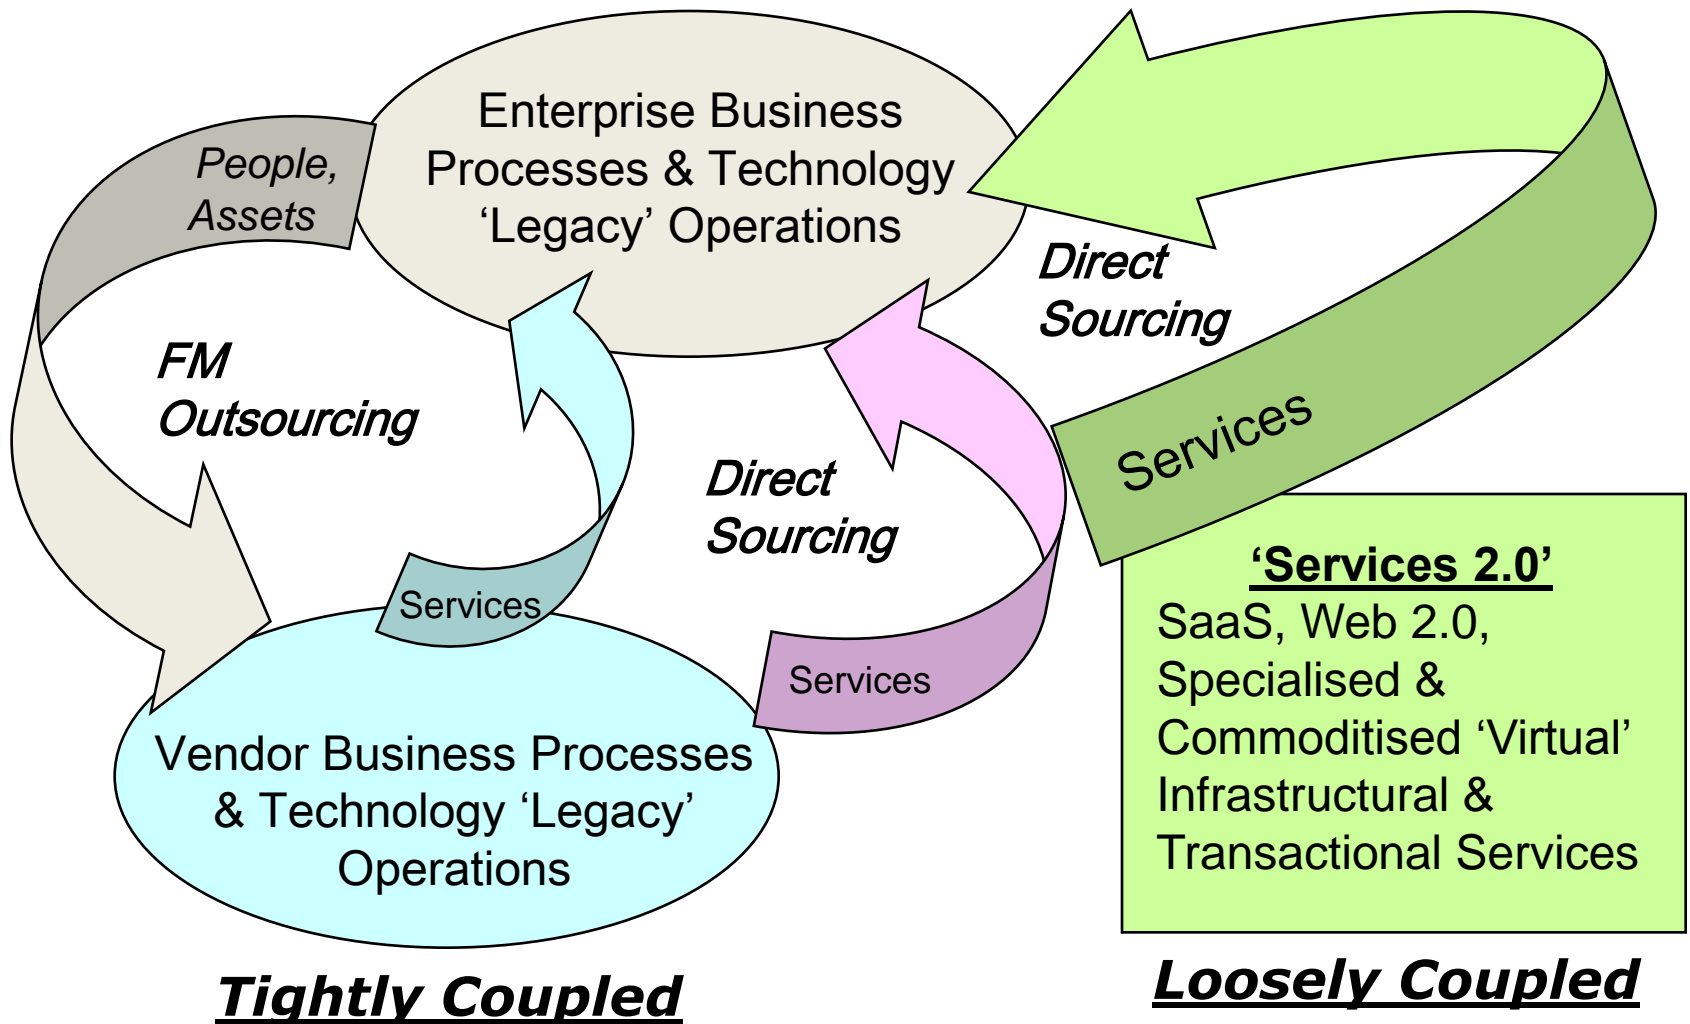 Enterprise Business
Processes & Technology
‘Legacy’ Operations
People,
Assets
Direct
Sourcing
FM
Outsourcing
Services
Direct
Sourcing
Services
Services
‘Services 2.0’
SaaS, Web 2.0,
Specialised &
Commoditised ‘Virtual’
Infrastructural &
Transactional Services
Vendor Business Processes
& Technology ‘Legacy’
Operations
Tightly Coupled
Loosely Coupled